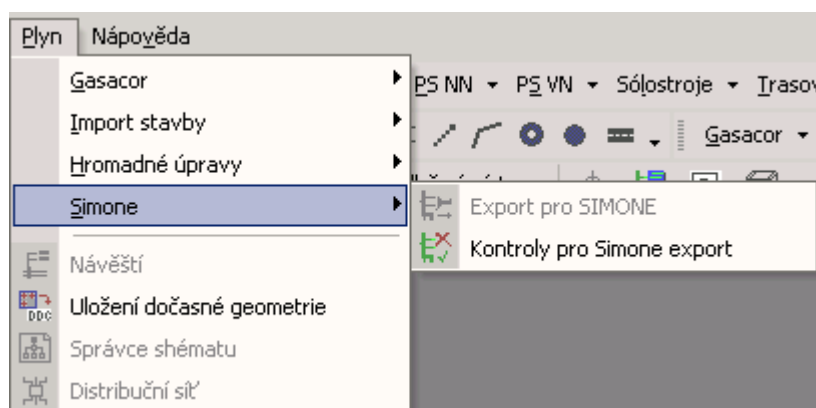 Plyn Nápověda
Gasacor
PS NN PS VN Sólostroje
Import stavby
Gasacor
Hromadné úpravy
Simone
Export pro SIMONE
Kontroly pro Simone export
Návěští
DDC
Uložení dočasné geometrie
Správce shématu
Distribuční síť